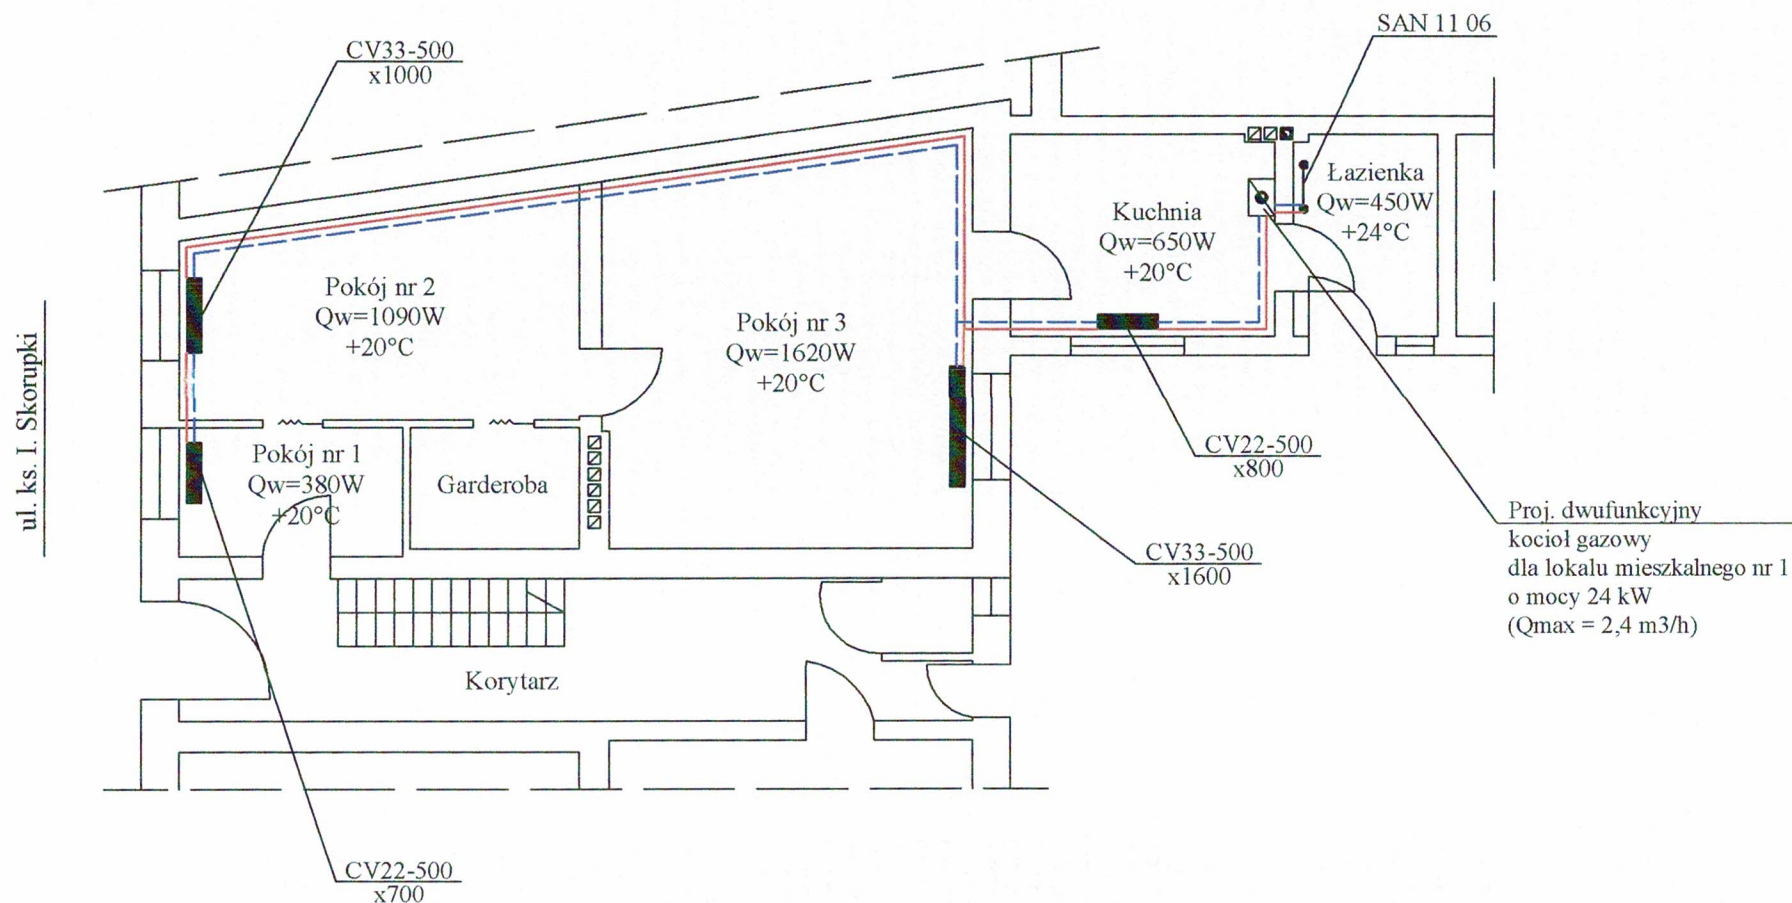 SAN 11 06
CV33-500
x1000
Łazienka
Qw=450W
+24°C
Kuchnia
Qw=650W
+20°C
Pokój nr 2
Qw=1090W
+20°C
Pokój nr 3
Qw=1620W
+20°C
ul. ks. I. Skorupki
Pokój nr 1
Qw=380W
+20°C
Garderoba
CV22-500
x800
Proj. dwufunkcyjny
kocioł gazowy
dla lokalu mieszkalnego nr 1
o mocy 24 kW
(Qmax = 2,4 m3/h)
CV33-500
x1600
Korytarz
CV22-500
x700